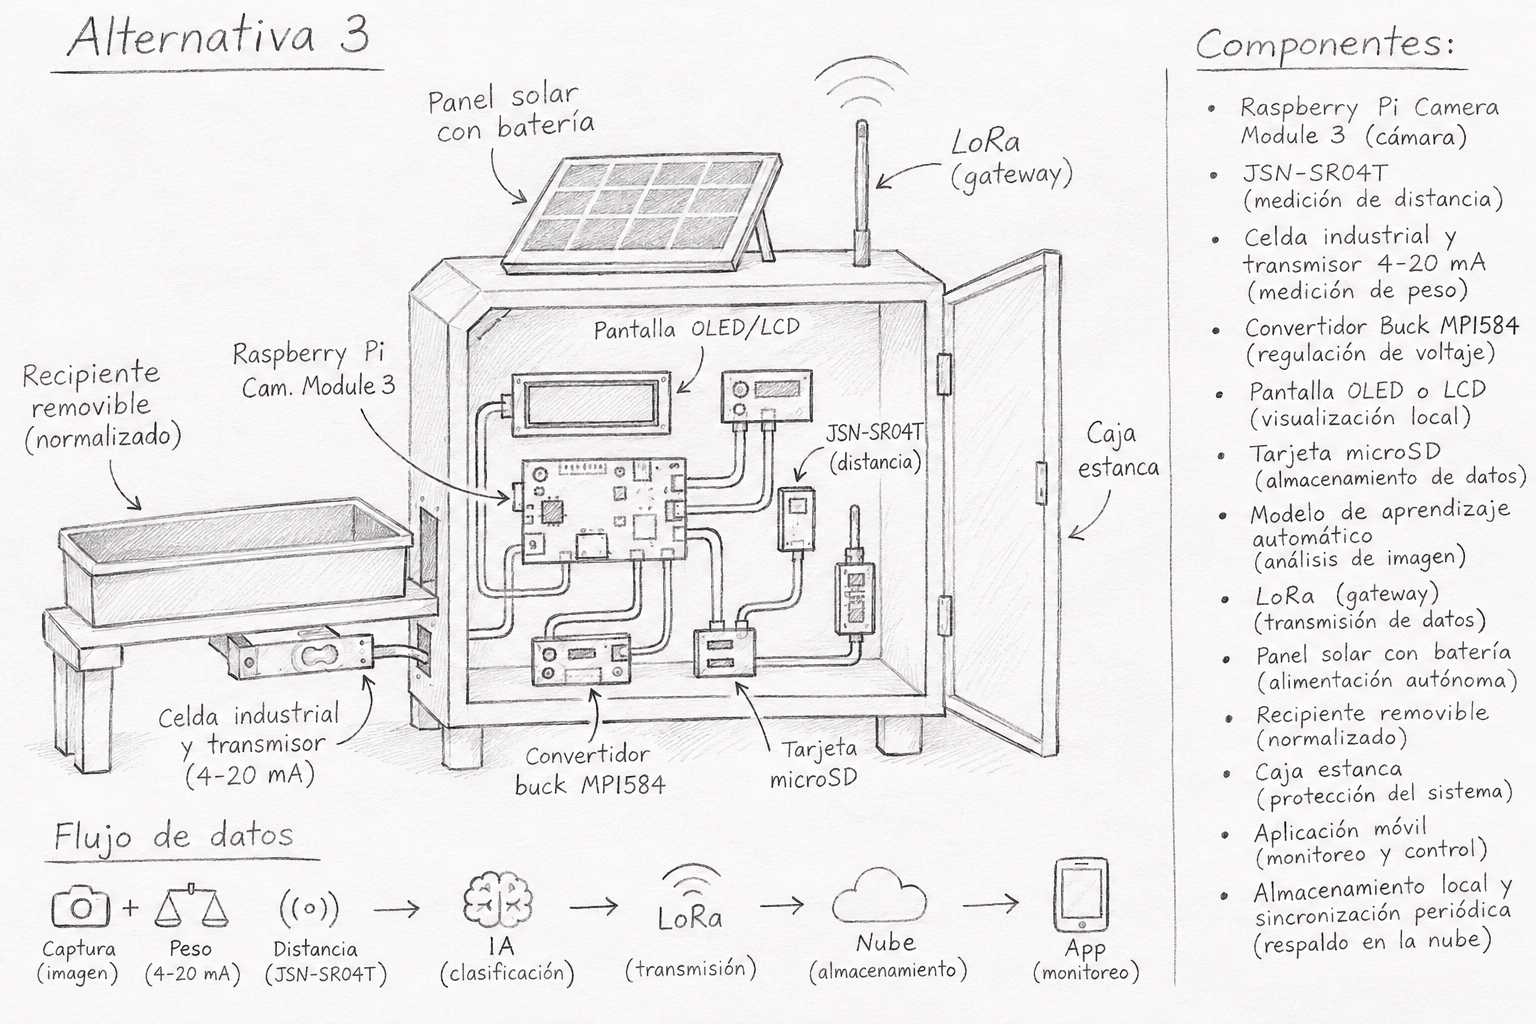 Alternativa 3
Panel solar
con batería
LoRa
(gateway)
Pantalla OLED/LCD
Raspberry Pi
Cam. Module 3
Recipiente
removible
(normalizado)
JSN-SR04T
(distancia)
Caja
estanca
Celda industrial
y transmisor
(4-20 mA)
Convertidor
buck MP1584
Tarjeta
microSD
Componentes:
• Raspberry Pi Camera
Module 3 (cámara)
• JSN-SR04T
(medición de distancia)
• Celda industrial y
transmisor 4-20 mA
(medición de peso)
• Convertidor Buck MP1584
(regulación de voltaje)
• Pantalla OLED o LCD
(visualización local)
• Tarjeta microSD
(almacenamiento de datos)
• Modelo de aprendizaje
automático
(análisis de imagen)
• LoRa (gateway)
(transmisión de datos)
• Panel solar con batería
(alimentación autónoma)
• Recipiente removible
(normalizado)
• Caja estanca
(protección del sistema)
• Aplicación móvil
(monitoreo y control)
• Almacenamiento local y
sincronización periódica
(respaldo en la nube)
Flujo de datos
+
Captura
(imagen)
Peso
(4-20 mA)
Distancia
(JSN-SR04T)
IA
(clasificación)
LoRa
(transmisión)
Nube
(almacenamiento)
App
(monitoreo)